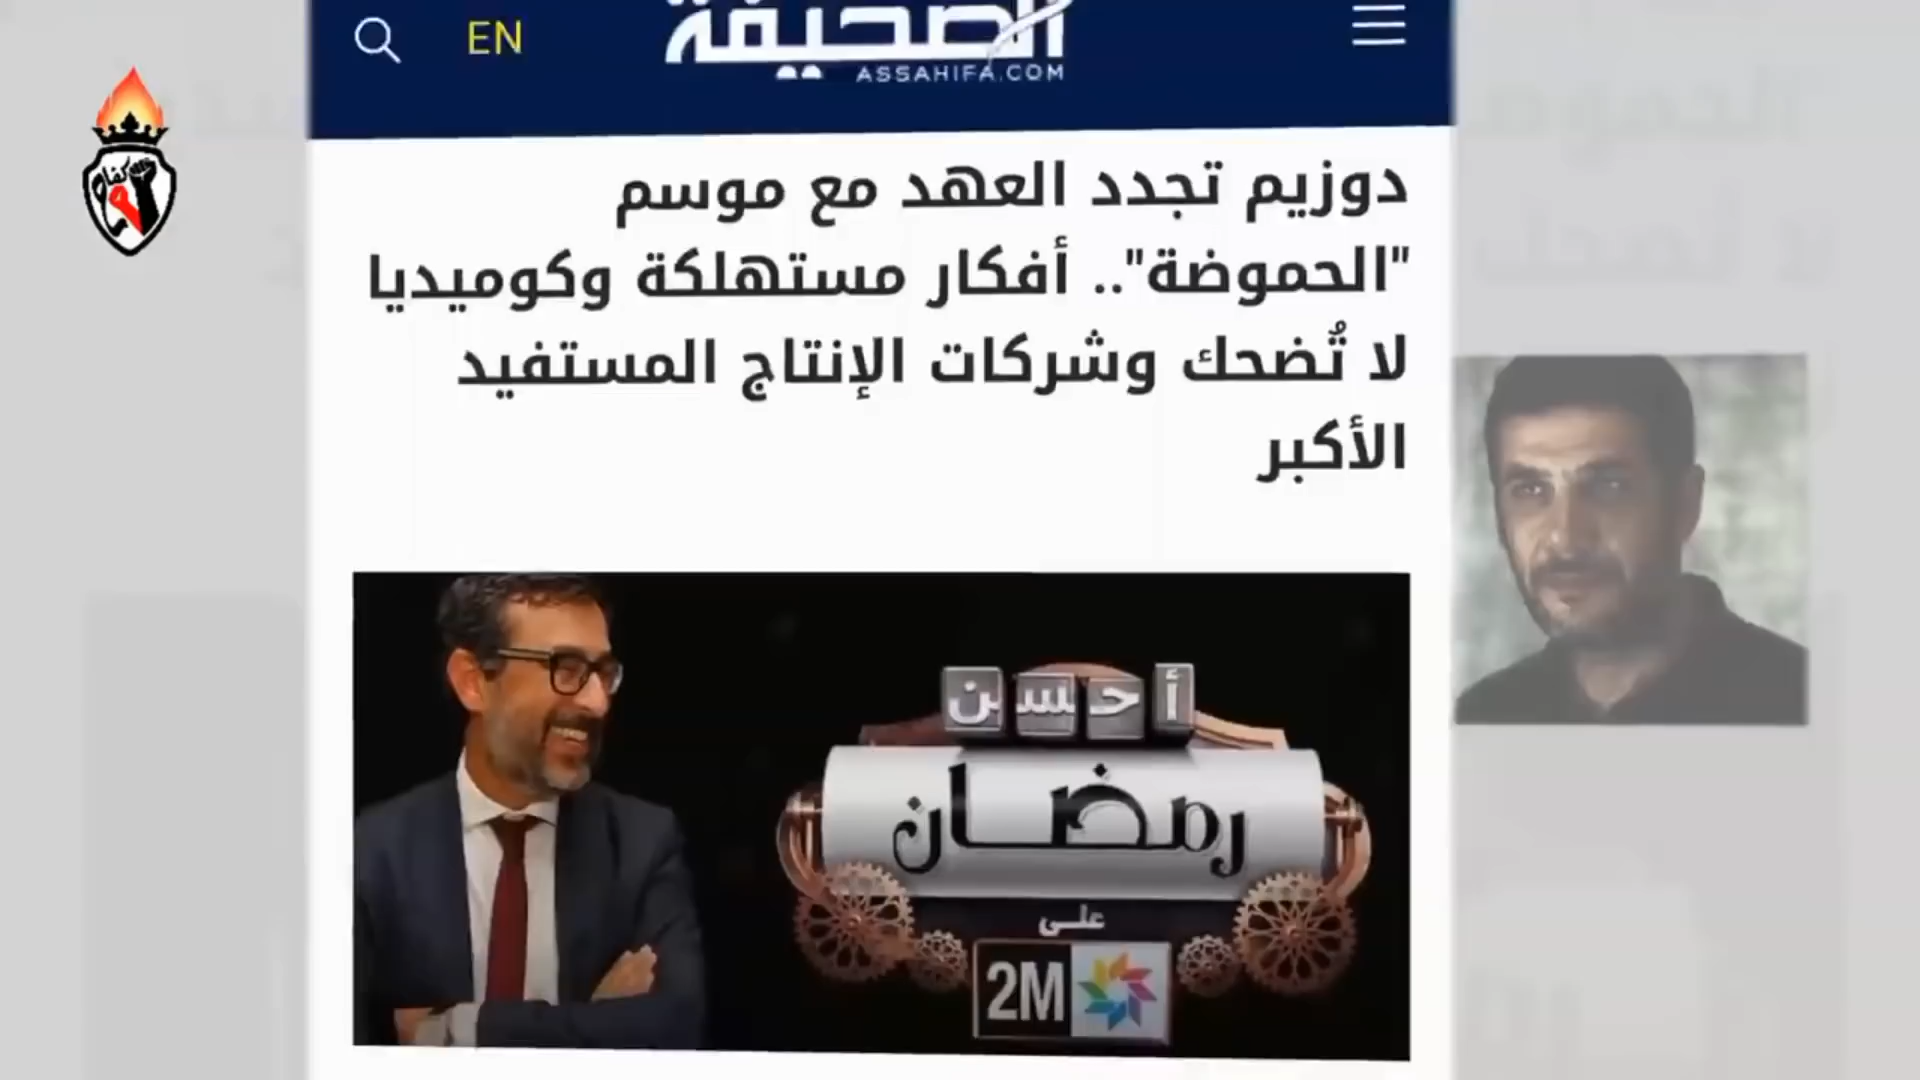 EN
الصحيفة
ASSAHIFA.COM
كفاح
دوزيم تجدد العهد مع موسم
"الحموضة".. أفكار مستهلكة وكوميديا
لا تُضحك وشركات الإنتاج المستفيد
الأكبر
أحسن
رمضان
على
2M